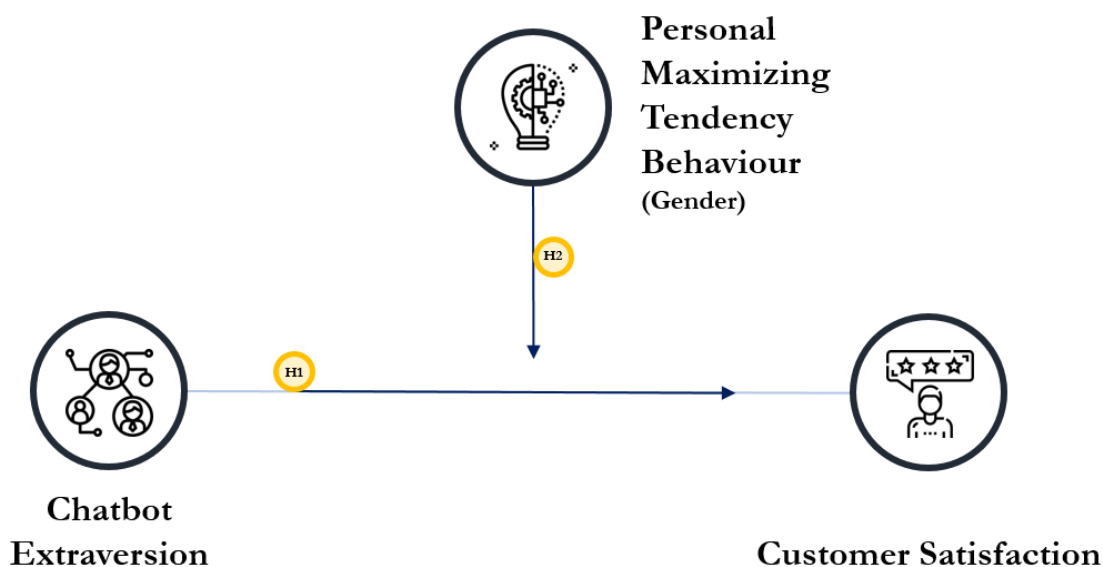 Personal
Maximizing
Tendency
Behaviour
(Gender)
H2
H1
Chatbot
Extraversion
Customer Satisfaction